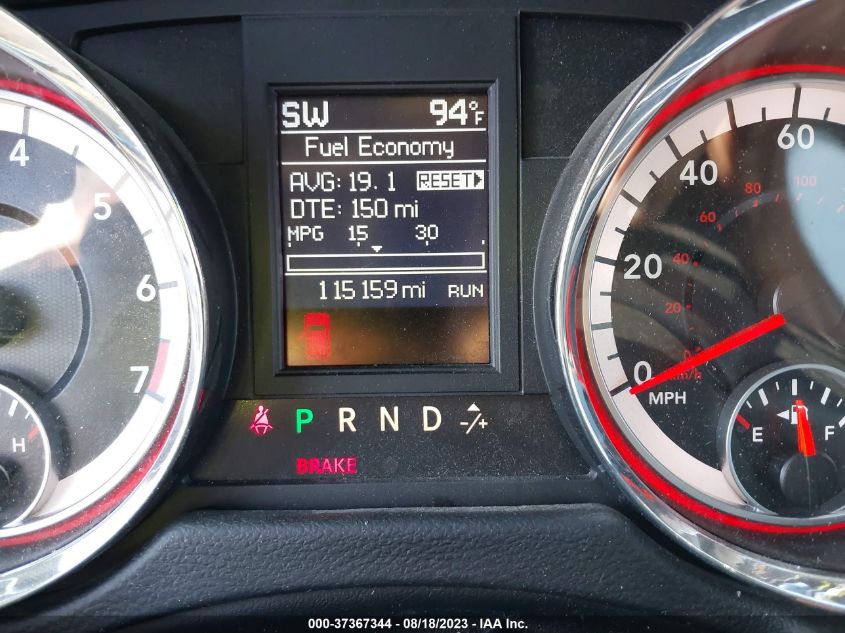 SW 94°F
Fuel Economy
AVG: 19.1 RESET
DTE: 150 mi
MPG 15 30
115159 mi RUN
4
5
6
7
H
P R N D -/+
BRAKE
0 20 40 60
0 20 40 60 80 100
km/h
MPH
E F
000-37367344 - 08/18/2023 - IAA Inc.